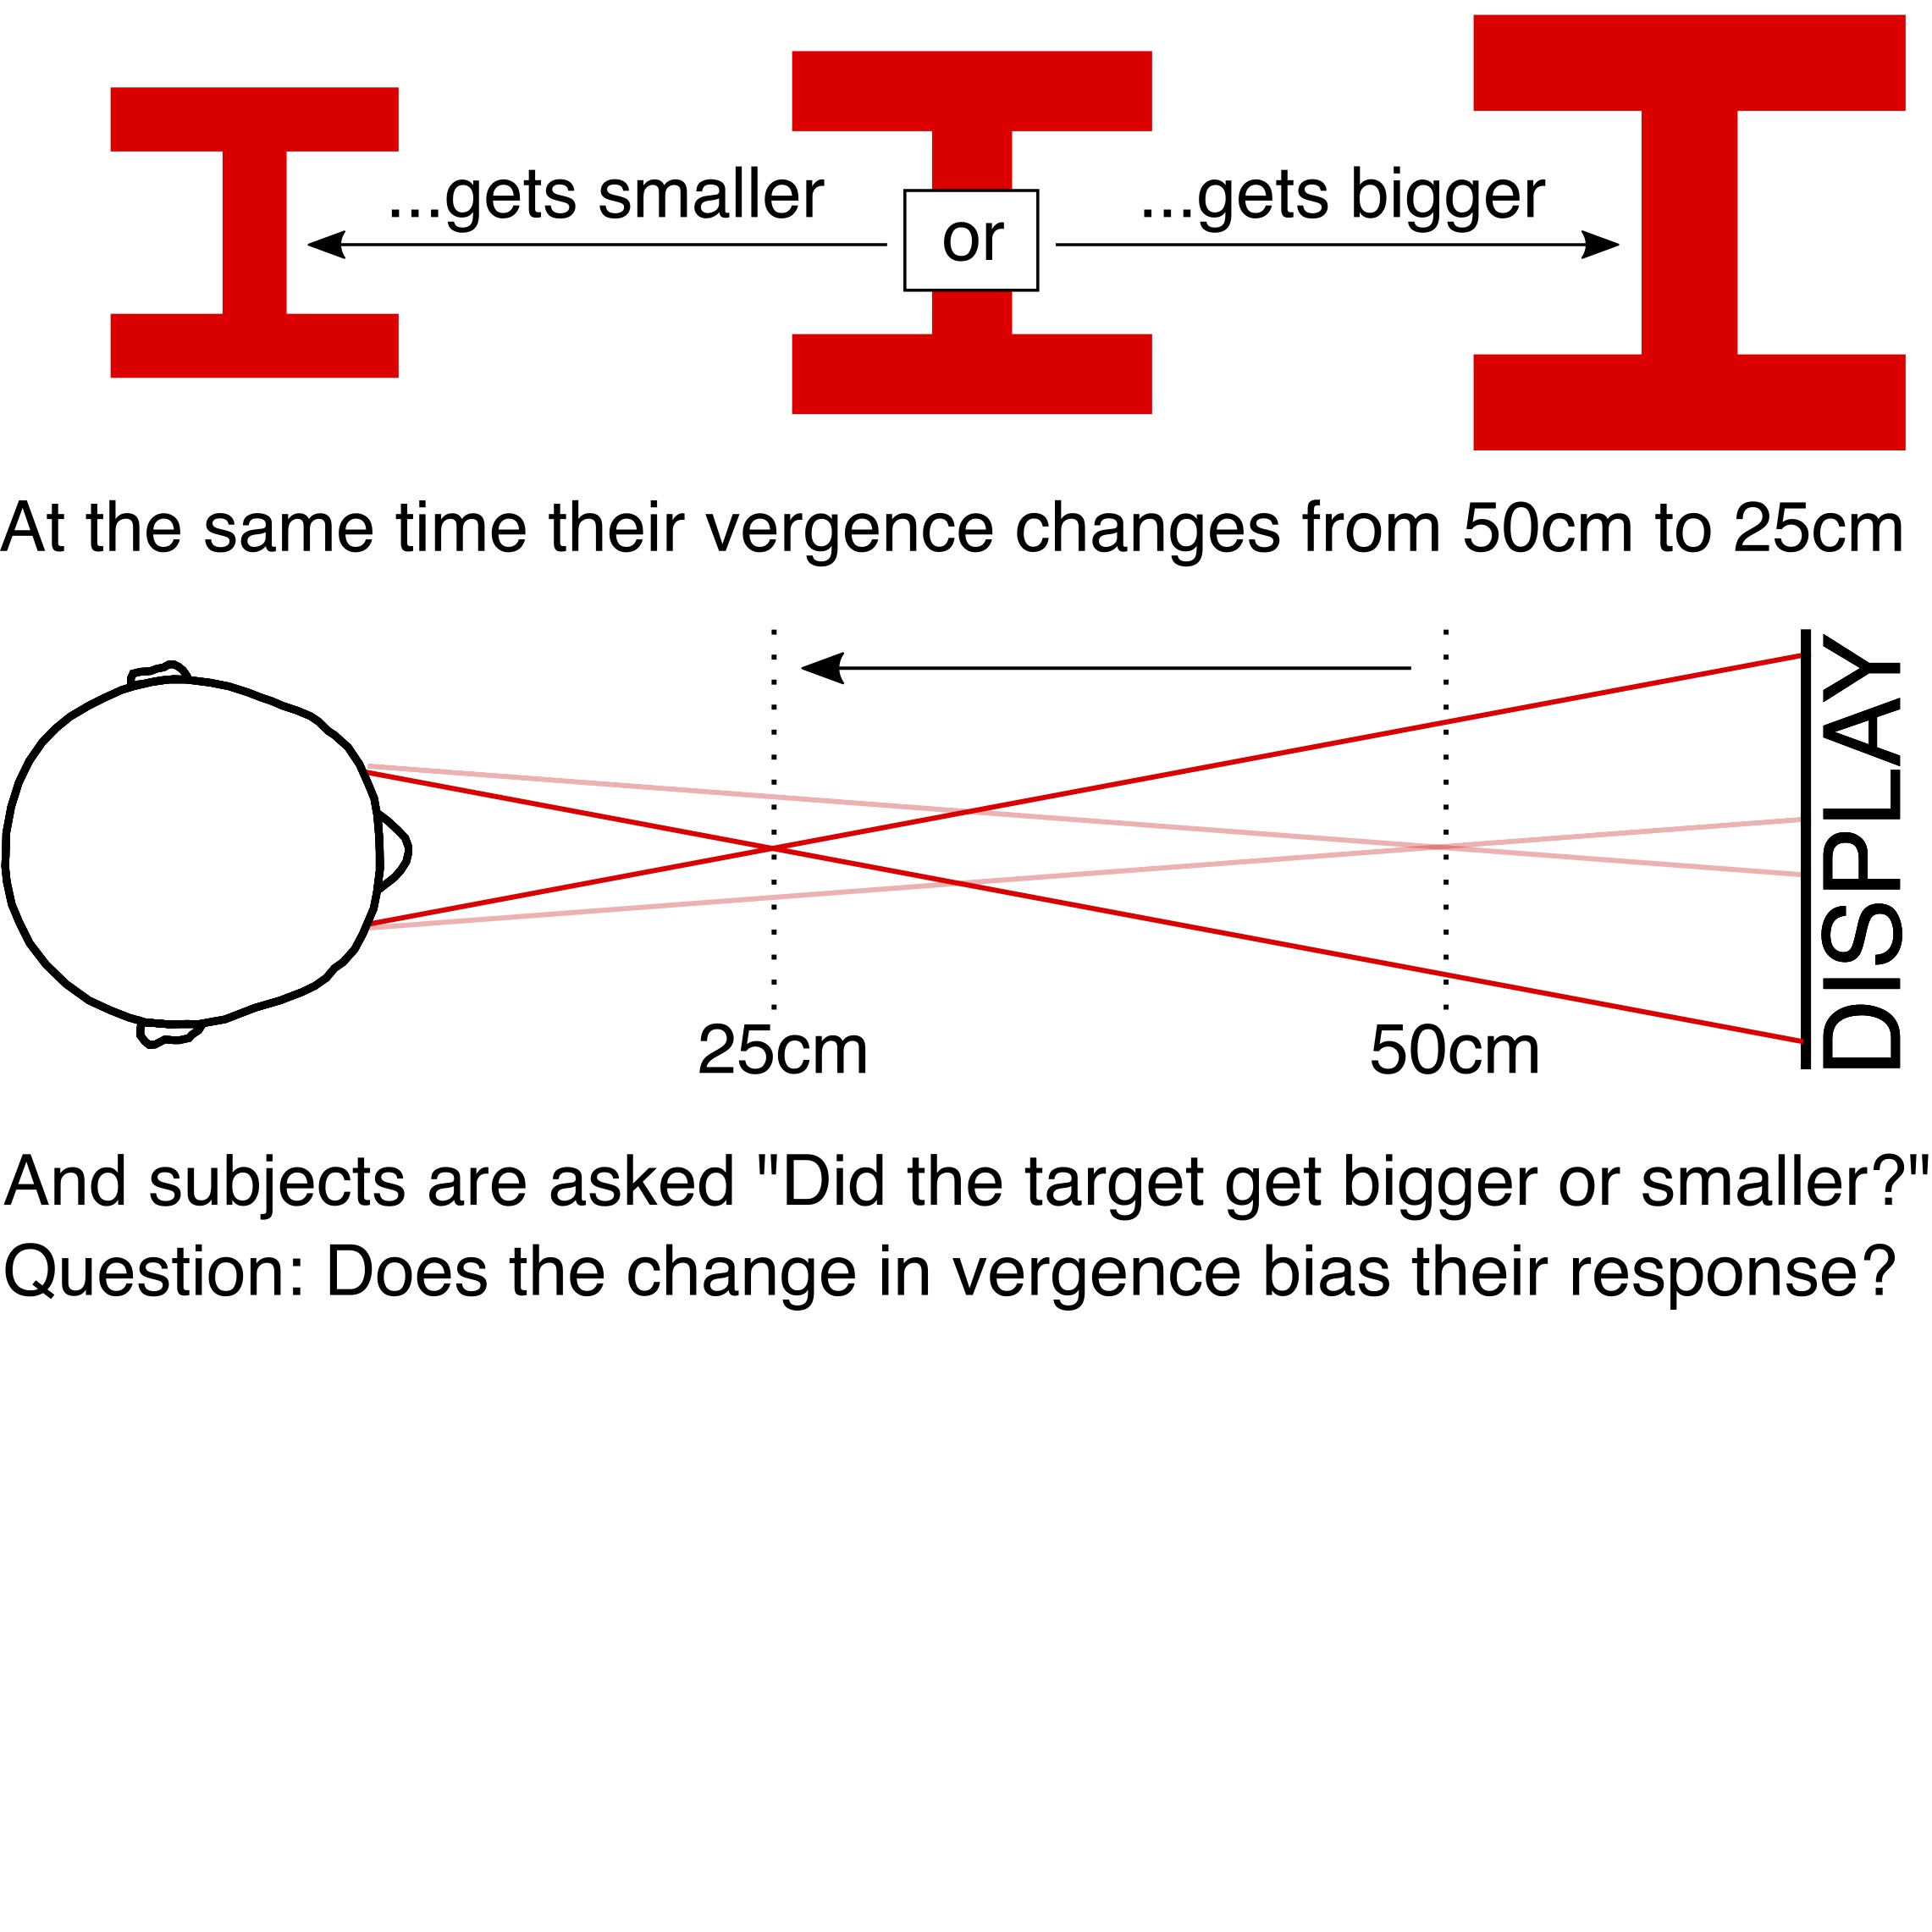 ...gets smaller
or
...gets bigger
At the same time their vergence changes from 50cm to 25cm
DISPLAY
25cm
50cm
And subjects are asked "Did the target get bigger or smaller?"
Question: Does the change in vergence bias their response?